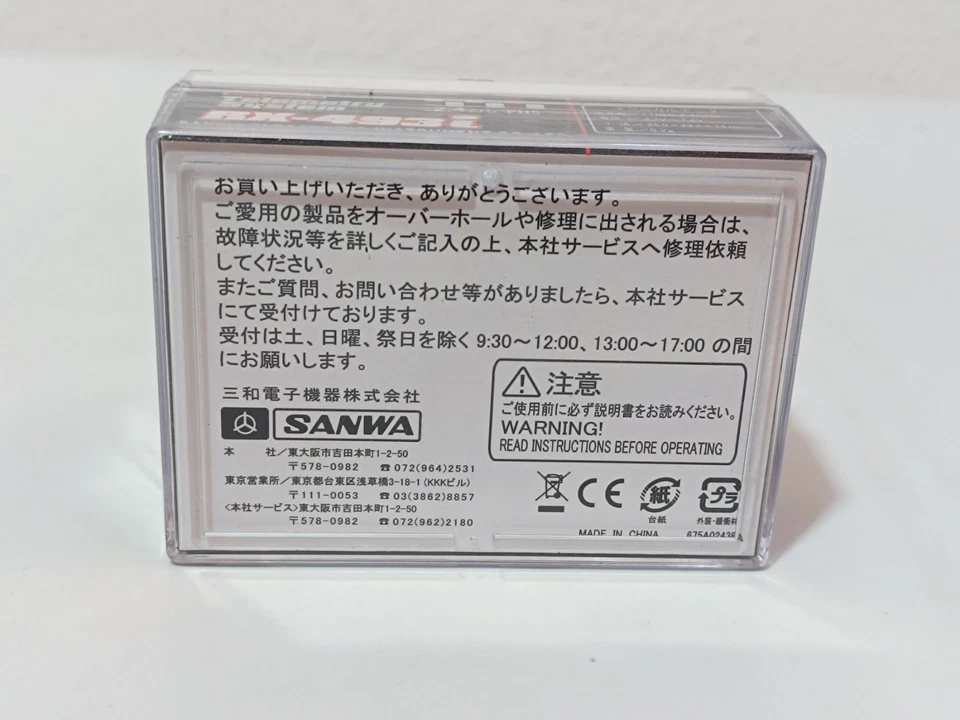 Telemetry
System
RX-493i
お買い上げいただき、ありがとうございます。
ご愛用の製品をオーバーホールや修理に出される場合は、
故障状況等を詳しくご記入の上、本社サービスへ修理依頼
してください。
またご質問、お問い合わせ等がありましたら、本社サービス
にて受付けております。
受付は土、日曜、祭日を除く 9:30〜12:00、13:00〜17:00 の間
にお願いします。
三和電子機器株式会社
SANWA
本　社／東大阪市吉田本町1-2-50
〒578-0982 ☎072(964)2531
東京営業所／東京都台東区浅草橋3-18-1(KKKビル)
〒111-0053 ☎03(3862)8857
〈本社サービス〉東大阪市吉田本町1-2-50
〒578-0982 ☎072(962)2180
注意
ご使用前に必ず説明書をお読みください。
WARNING!
READ INSTRUCTIONS BEFORE OPERATING
CE
紙
台紙
プラ
外装・緩衝材
MADE IN CHINA 675A02438A